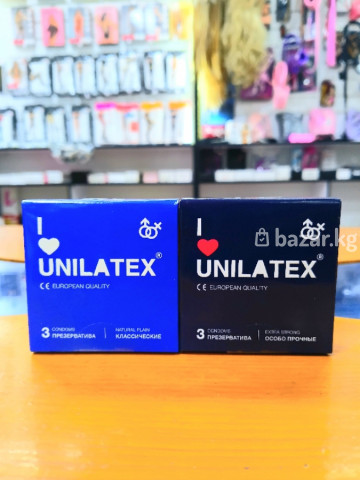 I
UNILATEX®
CE EUROPEAN QUALITY
3 CONDOMS
ПРЕЗЕРВАТИВА
NATURAL PLAIN
КЛАССИЧЕСКИЕ
I
UNILATEX®
CE EUROPEAN QUALITY
3 CONDOMS
ПРЕЗЕРВАТИВА
EXTRA STRONG
ОСОБО ПРОЧНЫЕ
bazar.kg